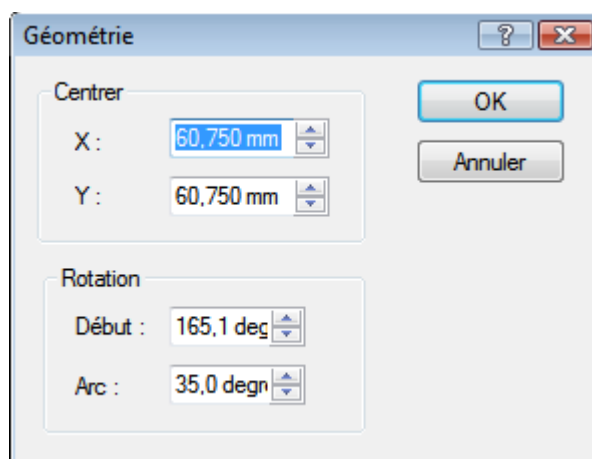 Géométrie
Centrer
X : 60,750 mm
Y : 60,750 mm
OK
Annuler
Rotation
Début : 165,1 deg
Arc : 35,0 degr